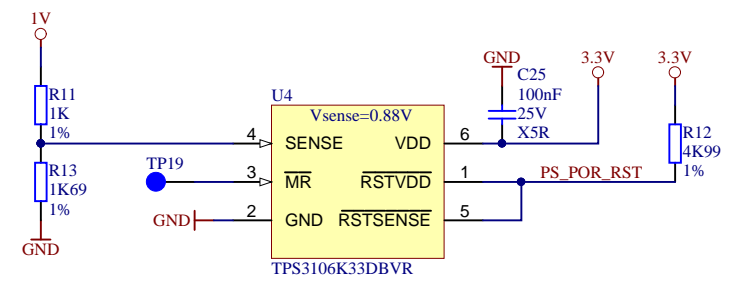 1V
GND
C25
100nF
25V
X5R
3.3V
3.3V
R11
1K
1%
U4
Vsense=0.88V
4
SENSE
VDD
6
R12
4K99
1%
R13
1K69
1%
TP19
3
MR
RSTVDD
1
PS_POR_RST
GND
2
GND
RSTSENSE
5
GND
TPS3106K33DBVR